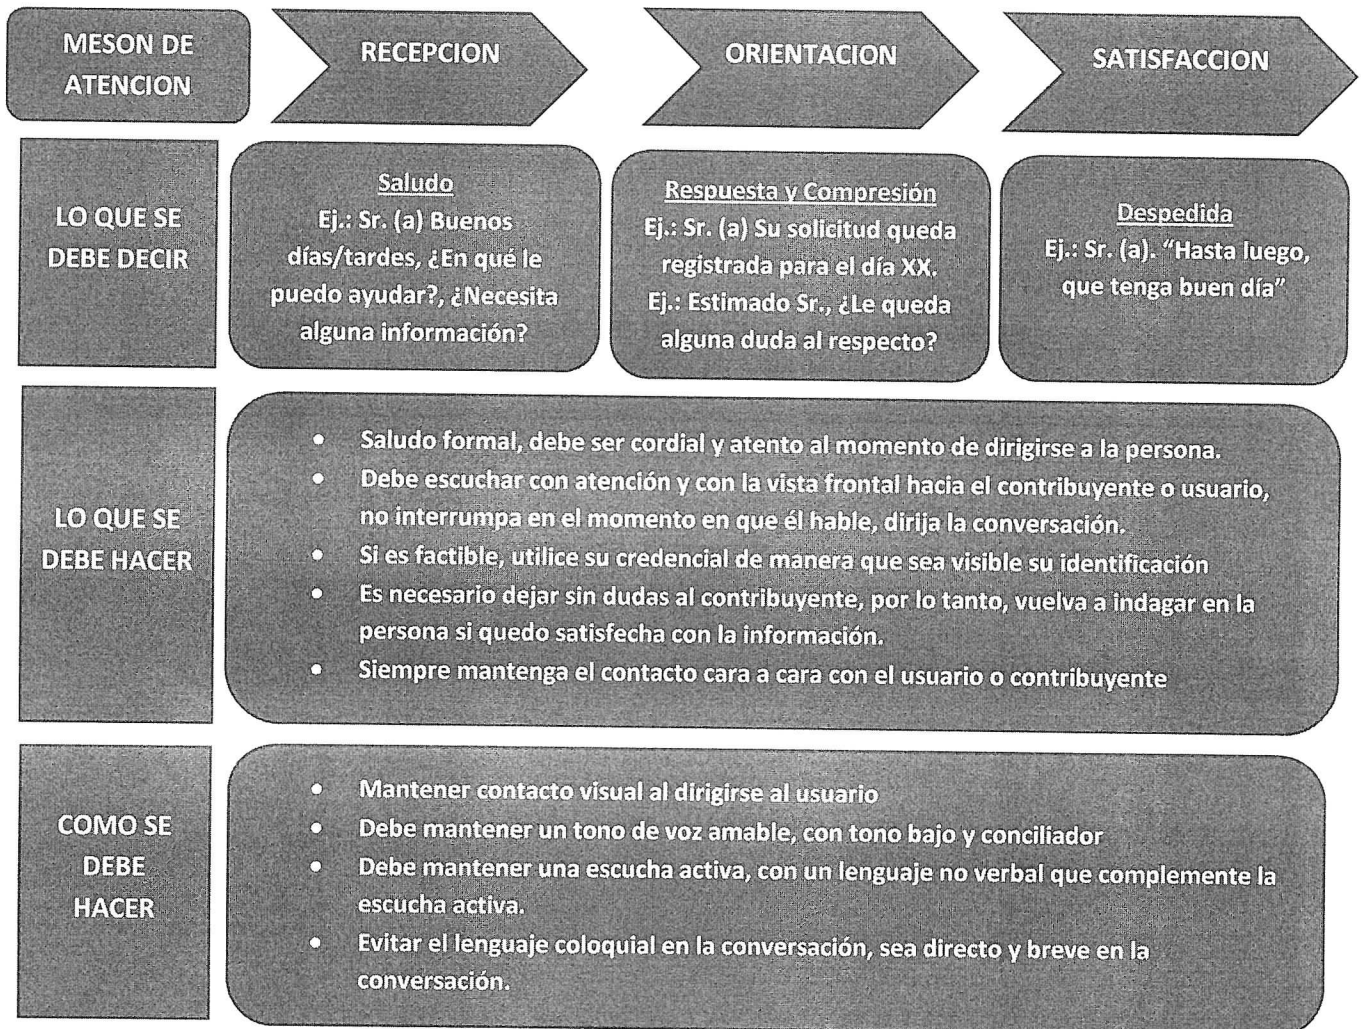 MESON DE
ATENCION
RECEPCION
ORIENTACION
SATISFACCION
LO QUE SE
DEBE DECIR
Saludo
Ej.: Sr. (a) Buenos
días/tardes, ¿En qué le
puedo ayudar?, ¿Necesita
alguna información?
Respuesta y Compresión
Ej.: Sr. (a) Su solicitud queda
registrada para el día XX.
Ej.: Estimado Sr., ¿Le queda
alguna duda al respecto?
Despedida
Ej.: Sr. (a). “Hasta luego,
que tenga buen día”
LO QUE SE
DEBE HACER
• Saludo formal, debe ser cordial y atento al momento de dirigirse a la persona.
• Debe escuchar con atención y con la vista frontal hacia el contribuyente o usuario,
no interrumpa en el momento en que él hable, dirija la conversación.
• Si es factible, utilice su credencial de manera que sea visible su identificación
• Es necesario dejar sin dudas al contribuyente, por lo tanto, vuelva a indagar en la
persona si quedo satisfecha con la información.
• Siempre mantenga el contacto cara a cara con el usuario o contribuyente
COMO SE
DEBE
HACER
• Mantener contacto visual al dirigirse al usuario
• Debe mantener un tono de voz amable, con tono bajo y conciliador
• Debe mantener una escucha activa, con un lenguaje no verbal que complemente la
escucha activa.
• Evitar el lenguaje coloquial en la conversación, sea directo y breve en la
conversación.